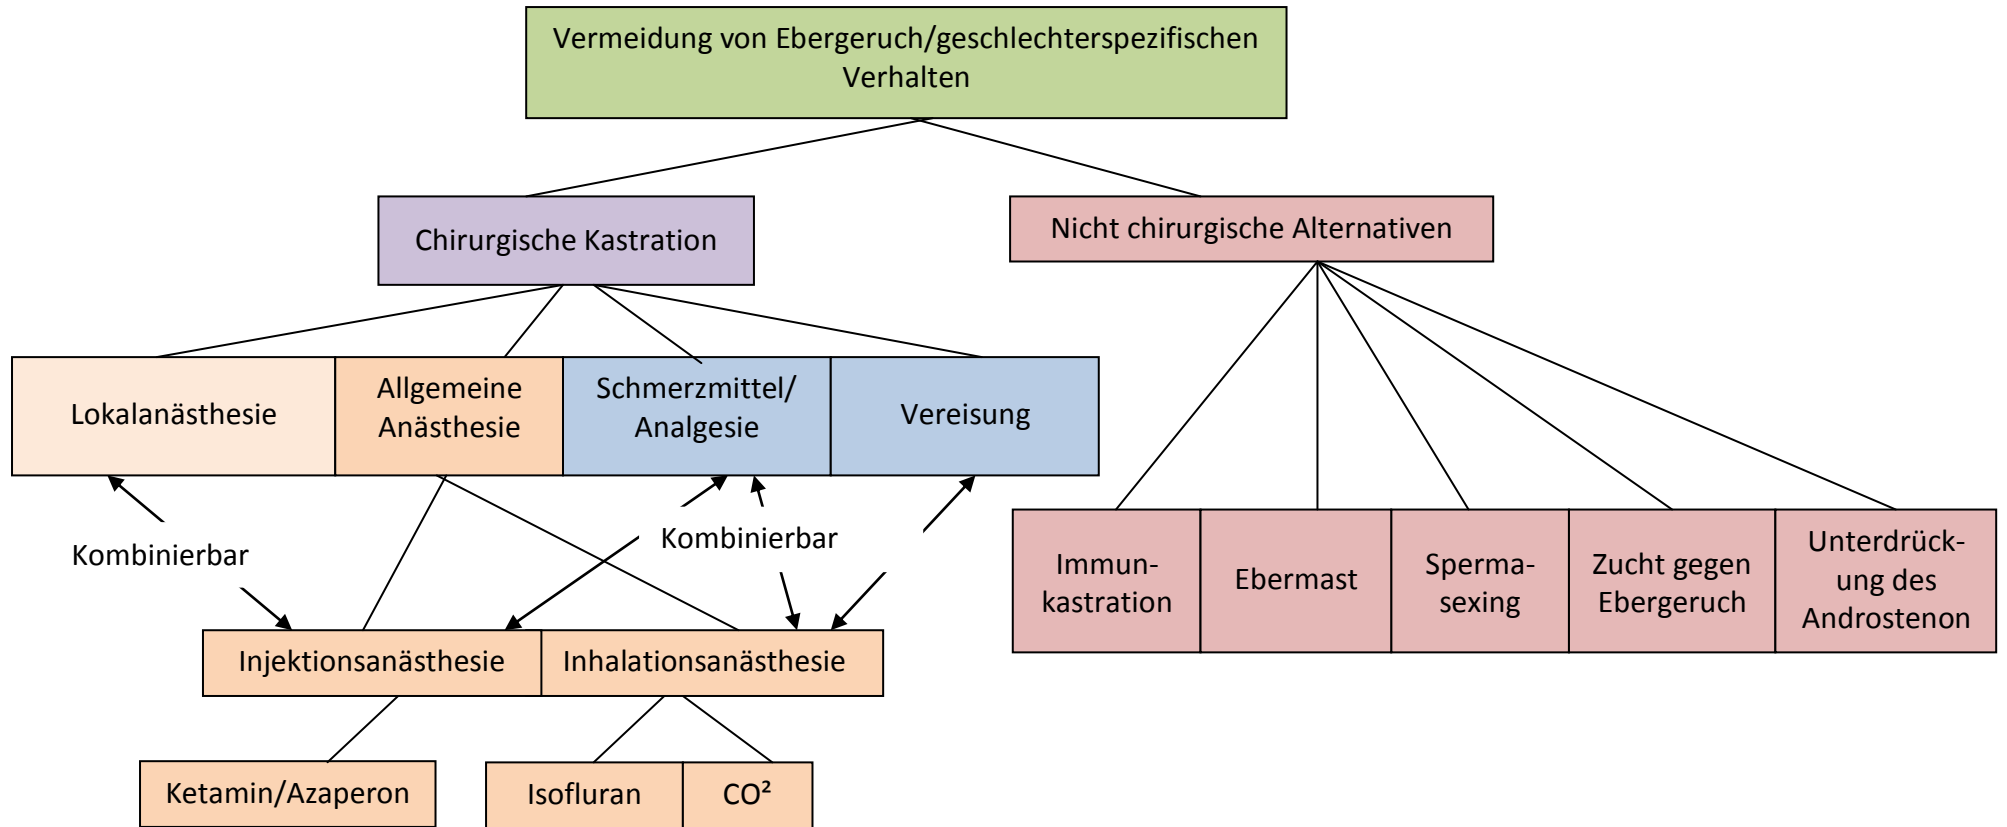 Vermeidung von Ebergeruch/geschlechterspezifischen
Verhalten
Chirurgische Kastration
Nicht chirurgische Alternativen
Lokalanästhesie
Allgemeine
Anästhesie
Schmerzmittel/
Analgesie
Vereisung
Kombinierbar
Kombinierbar
Immun-
kastration
Ebermast
Sperma-
sexing
Zucht gegen
Ebergeruch
Unterdrück-
ung des
Androstenon
Injektionsanästhesie
Inhalationsanästhesie
Ketamin/Azaperon
Isofluran
CO²